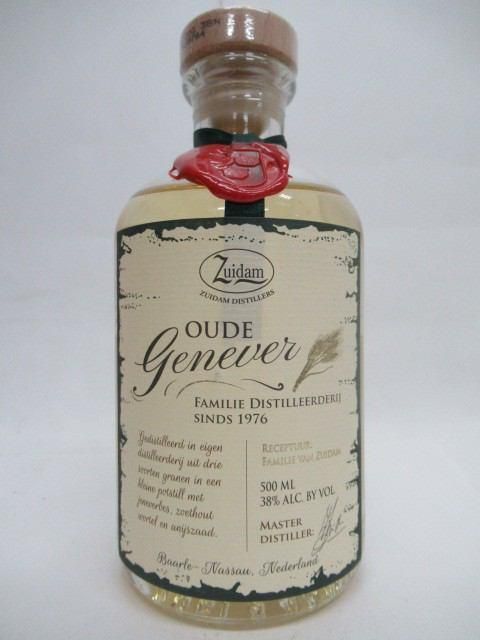 Zuidam
ZUIDAM DISTILLERS
OUDE
Genever
FAMILIE DISTILLEERDERIJ
SINDS 1976
Gedistilleerd in eigen
distilleerderij uit drie
soorten granen in een
kleine potstill met
jeneverbes, zoethout
wortel en anijszaad.
RECEPTUUR:
FAMILIE VAN ZUIDAM
500 ML
38% ALC. BY VOL.
MASTER
DISTILLER:
Baarle-Nassau, Nederland